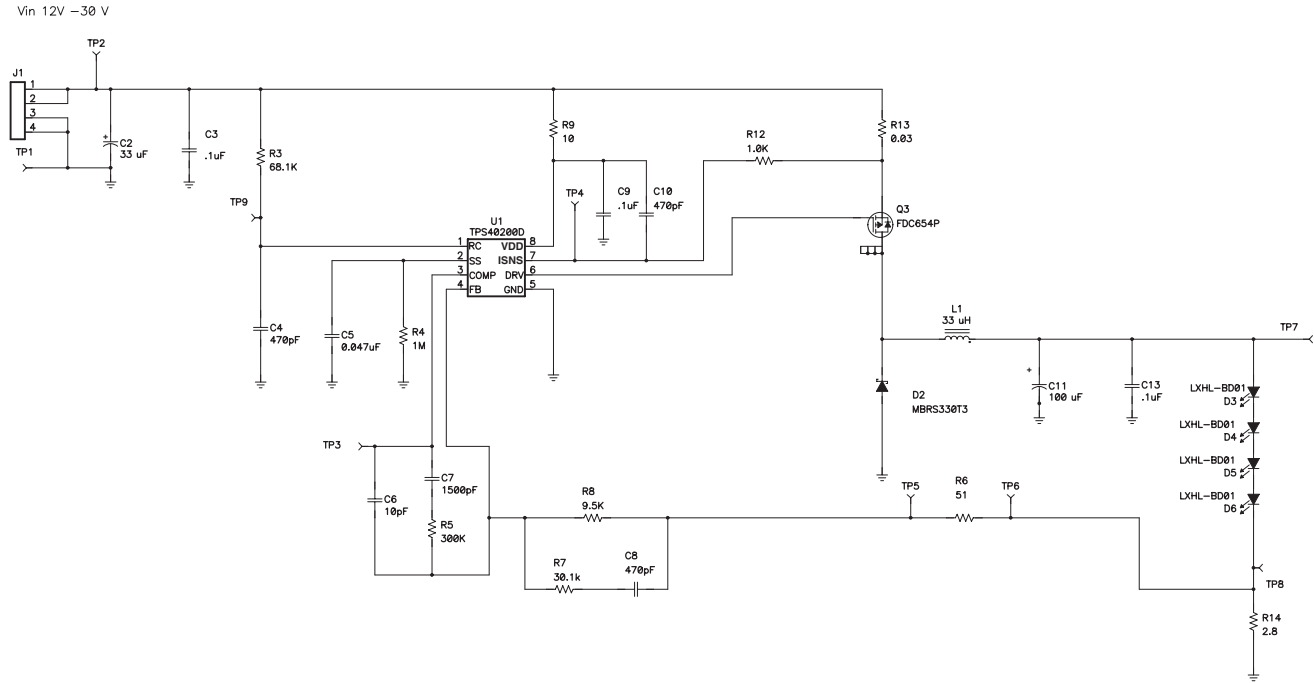 Vin 12V –30 V
TP2
J1
1
2
3
4
TP1
+
C2
33 uF
C3
.1uF
R3
68.1K
TP9
R9
10
C9
.1uF
C10
470pF
TP4
R12
1.0K
R13
0.03
Q3
FDC654P
U1
TPS40200D
1 RC VDD 8
2 SS ISNS 7
3 COMP DRV 6
4 FB GND 5
C4
470pF
C5
0.047uF
R4
1M
L1
33 uH
TP7
D2
MBRS330T3
+
C11
100 uF
C13
.1uF
LXHL-BD01
D3
LXHL-BD01
D4
LXHL-BD01
D5
LXHL-BD01
D6
TP3
C6
10pF
C7
1500pF
R5
300K
R8
9.5K
R7
30.1k
C8
470pF
TP5
R6
51
TP6
TP8
R14
2.8